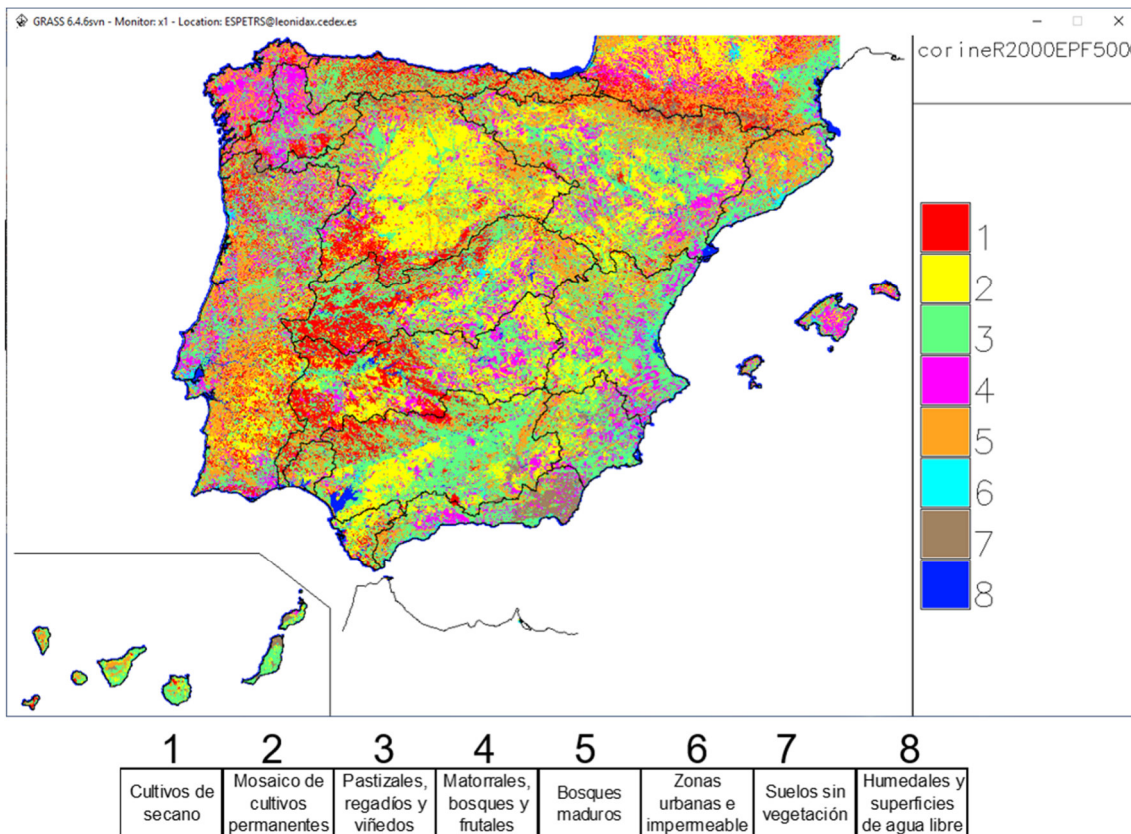 GRASS 6.4.6svn - Monitor: x1 - Location: ESPETRS@leonidax.cedex.es
corineR2000EPF500
1
2
3
4
5
6
7
8
1 2 3 4 5 6 7 8
Cultivos de secano
Mosaico de cultivos permanentes
Pastizales, regadíos y viñedos
Matorrales, bosques y frutales
Bosques maduros
Zonas urbanas e impermeable
Suelos sin vegetación
Humedales y superficies de agua libre